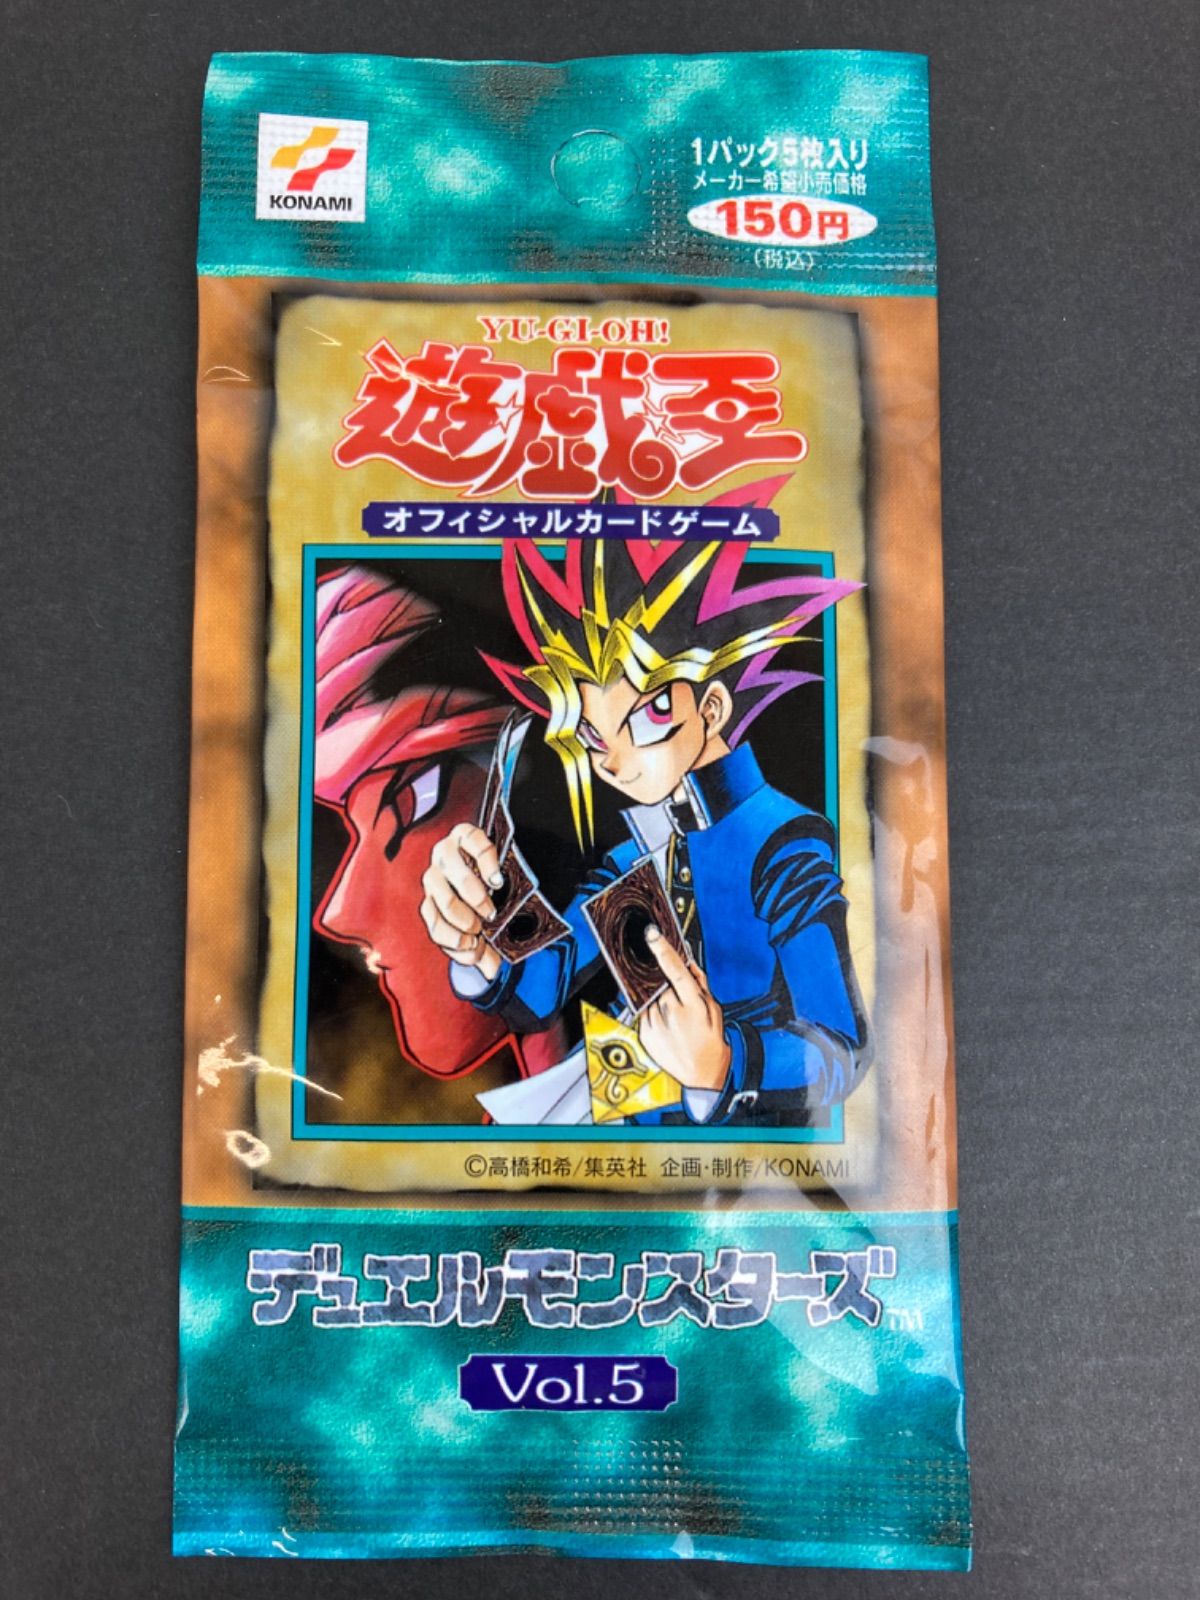 KONAMI
1パック5枚入り
メーカー希望小売価格
150円
(税込)
YU-GI-OH!
遊戯王
オフィシャルカードゲーム
©高橋和希/集英社 企画・制作/KONAMI
デュエルモンスターズ™
Vol.5